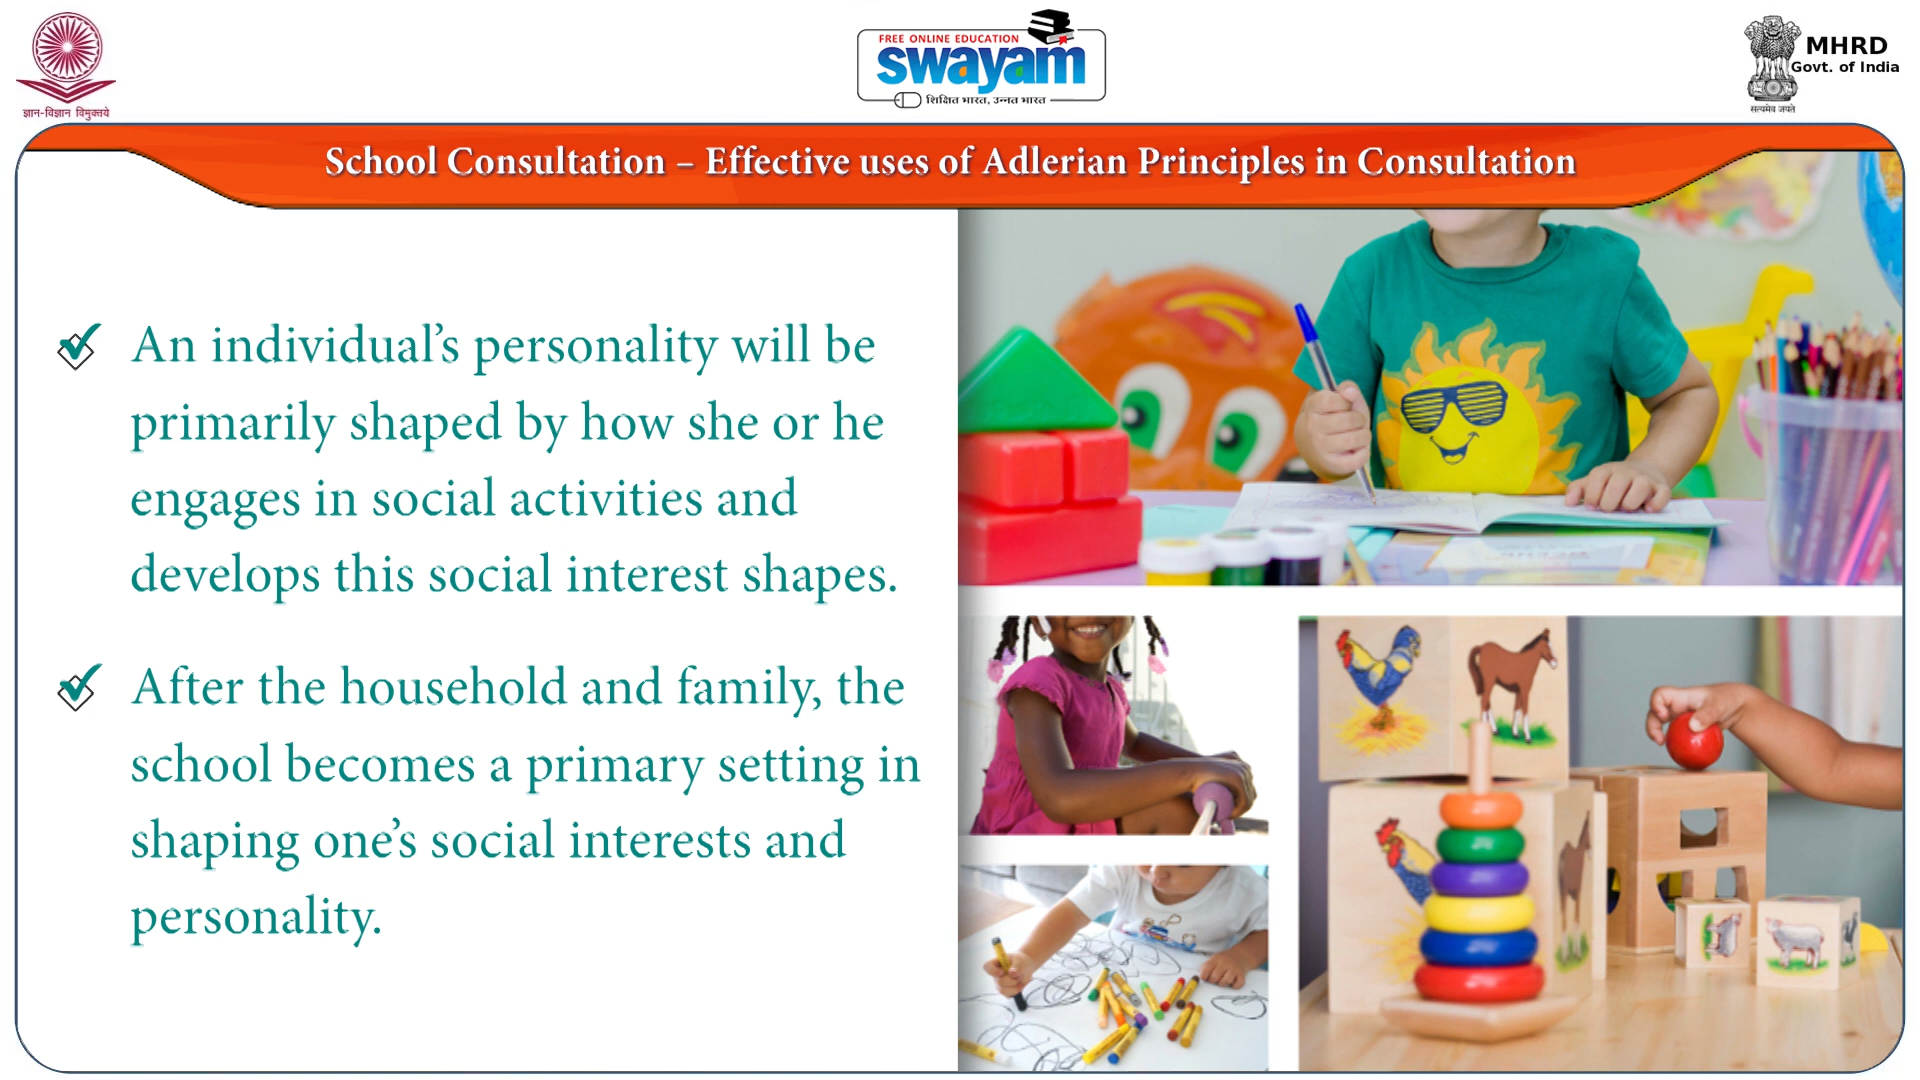 ज्ञान-विज्ञान विमुक्तये
FREE ONLINE EDUCATION
swayam
शिक्षित भारत, उन्नत भारत
MHRD
Govt. of India
सत्यमेव जयते
School Consultation – Effective uses of Adlerian Principles in Consultation
An individual’s personality will be
primarily shaped by how she or he
engages in social activities and
develops this social interest shapes.
After the household and family, the
school becomes a primary setting in
shaping one’s social interests and
personality.